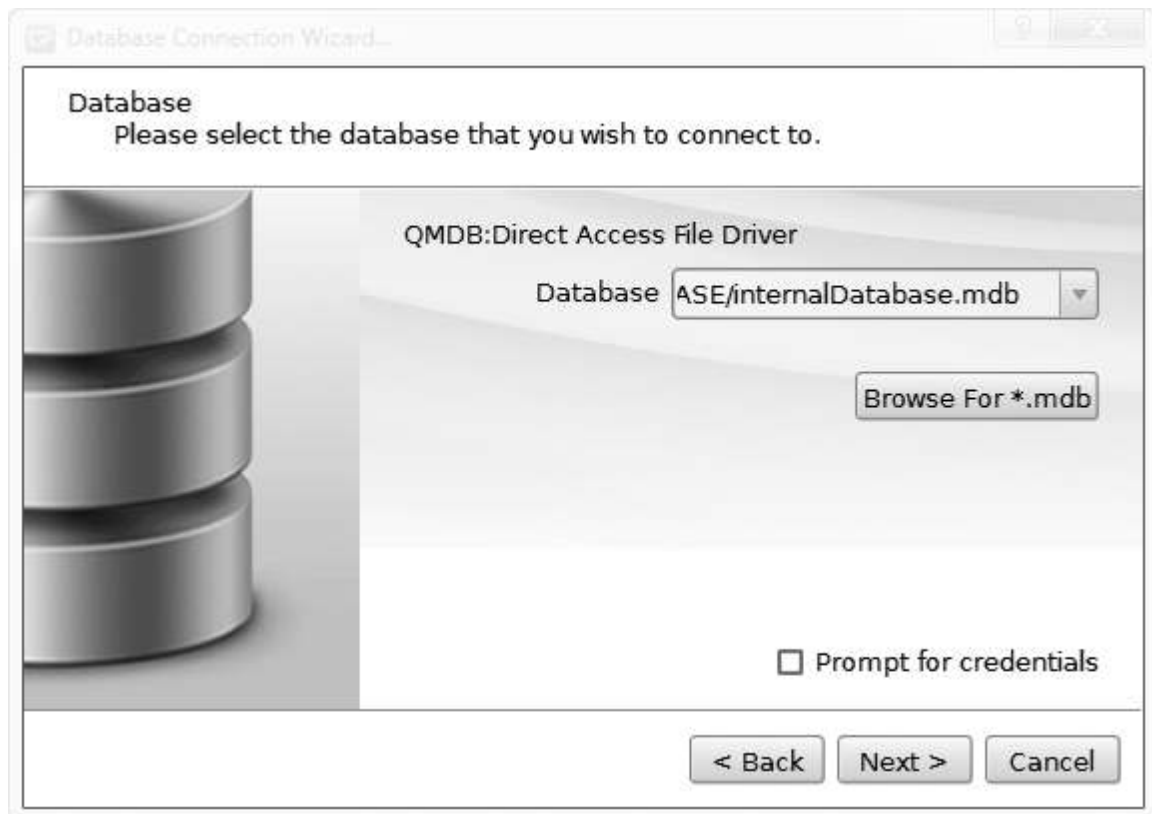 Database Connection Wizard...
Database
Please select the database that you wish to connect to.
QMDB:Direct Access File Driver
Database ASE/internalDatabase.mdb
Browse For *.mdb
Prompt for credentials
< Back Next > Cancel